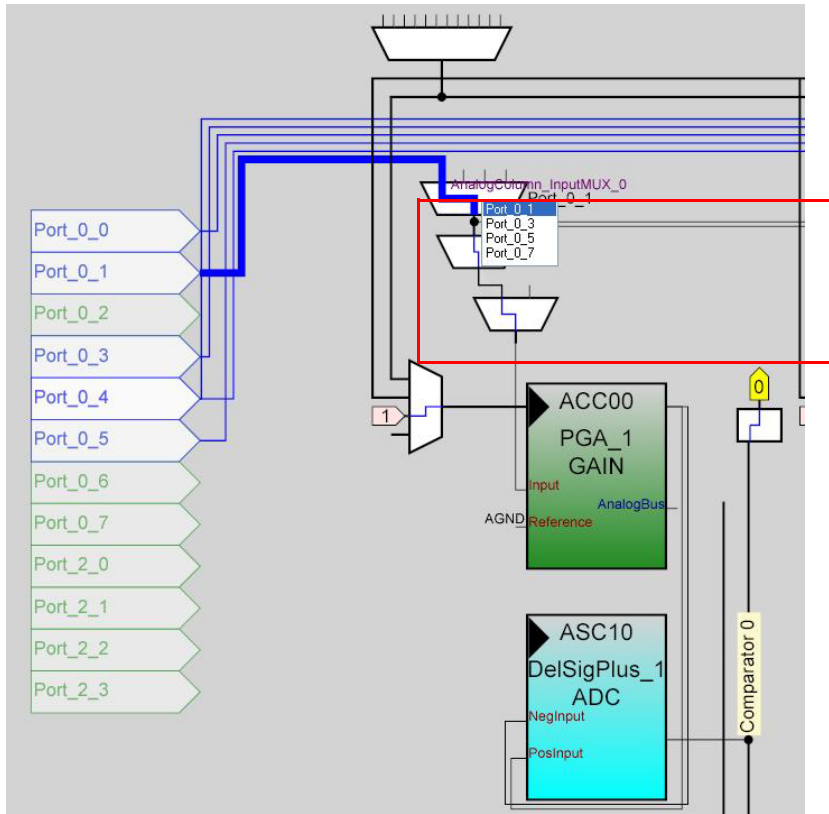 AnalogColumn_InputMUX_0
Port_0_1
Port_0_1
Port_0_3
Port_0_5
Port_0_7
Port_0_0
Port_0_1
Port_0_2
Port_0_3
Port_0_4
Port_0_5
Port_0_6
Port_0_7
Port_2_0
Port_2_1
Port_2_2
Port_2_3
1
ACC00
PGA_1
GAIN
Input
AnalogBus
AGND
Reference
0
ASC10
DelSigPlus_1
ADC
NegInput
PosInput
Comparator 0